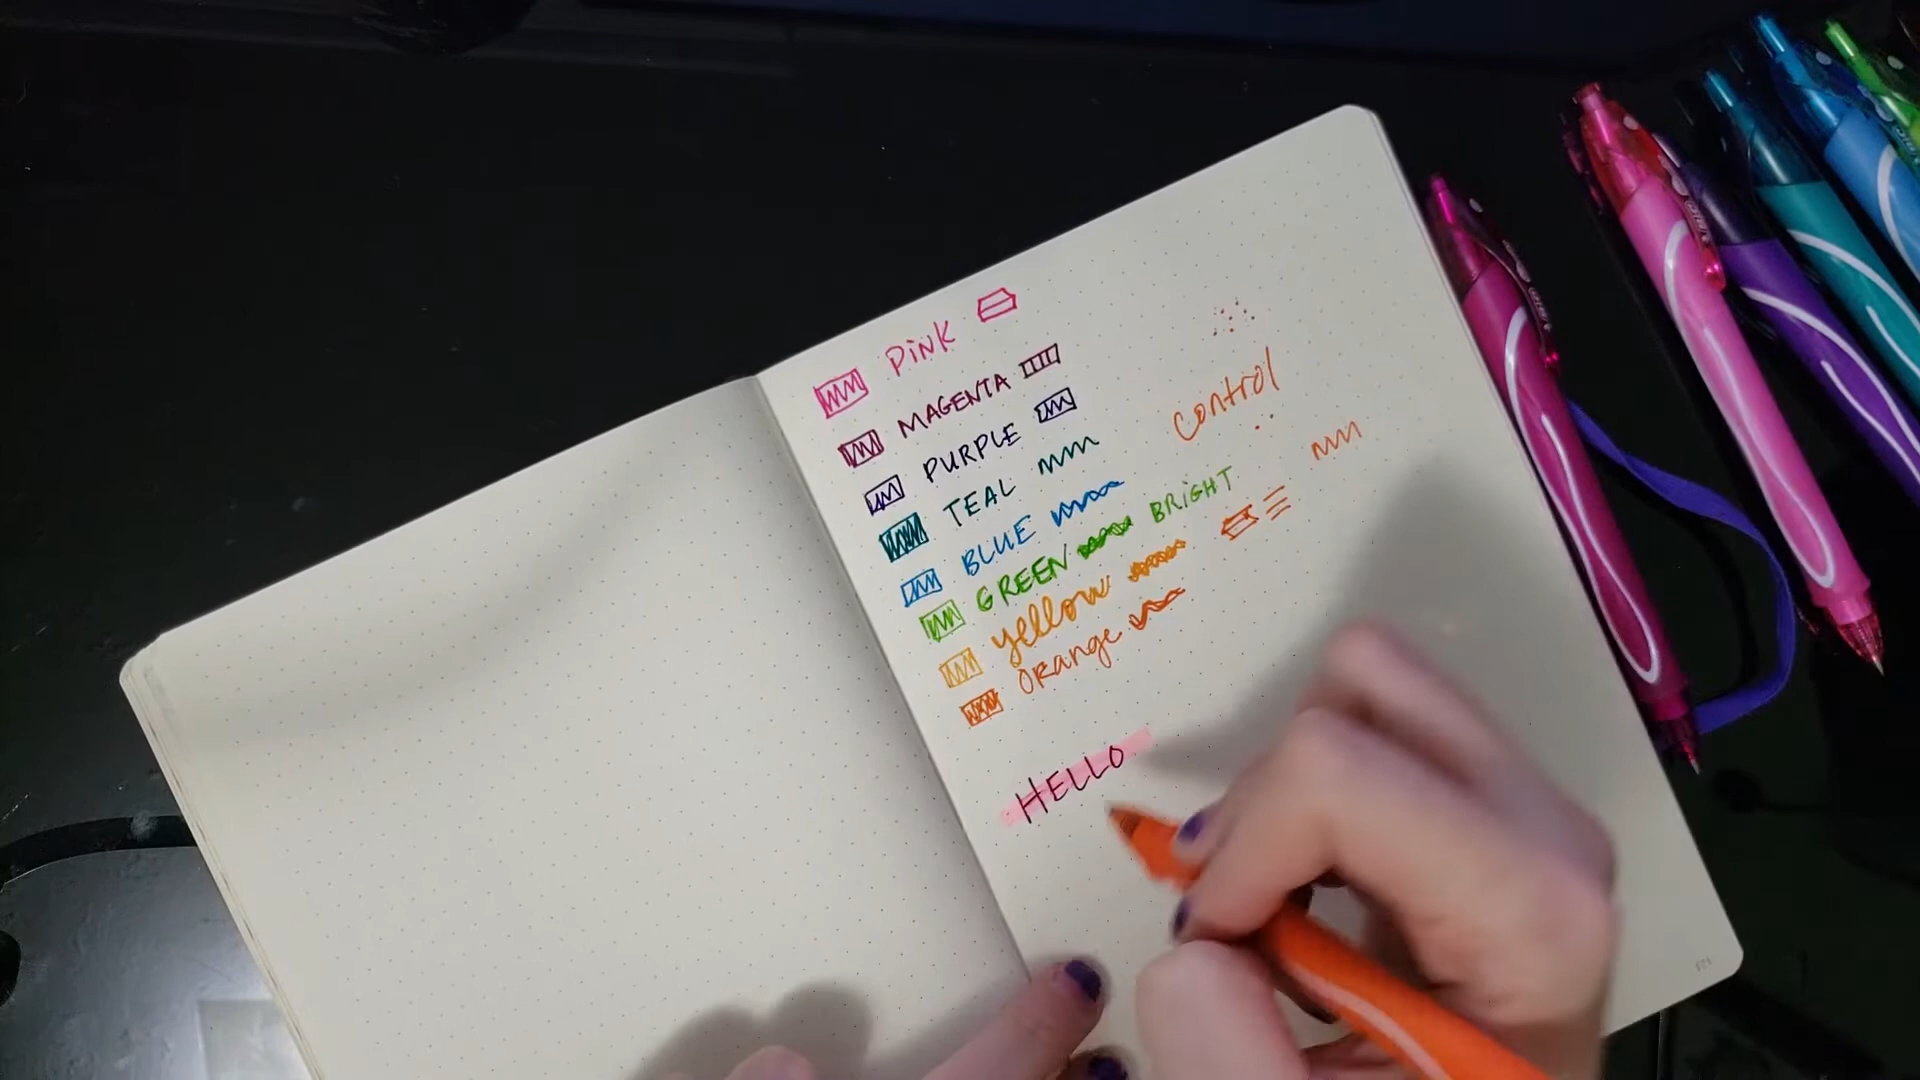 PiNK
MAGENTA
PURPLE
TEAL
control
BLUE
GREEN BRiGHT
yellow
orange
HELLO